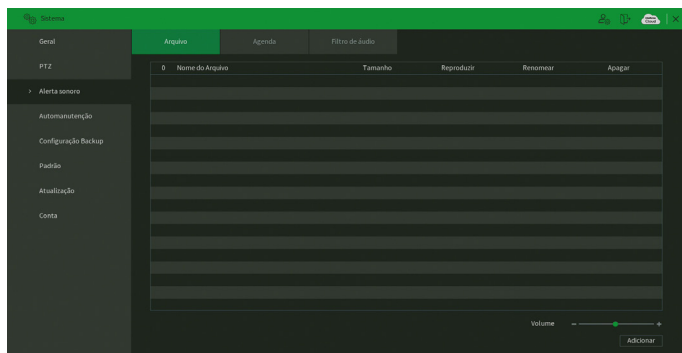 Sistema
Geral
PTZ
> Alerta sonoro
Automanutenção
Configuração Backup
Padrão
Atualização
Conta
Arquivo Agenda Filtro de áudio
0 Nome do Arquivo Tamanho Reproduzir Renomear Apagar
Volume - +
Adicionar